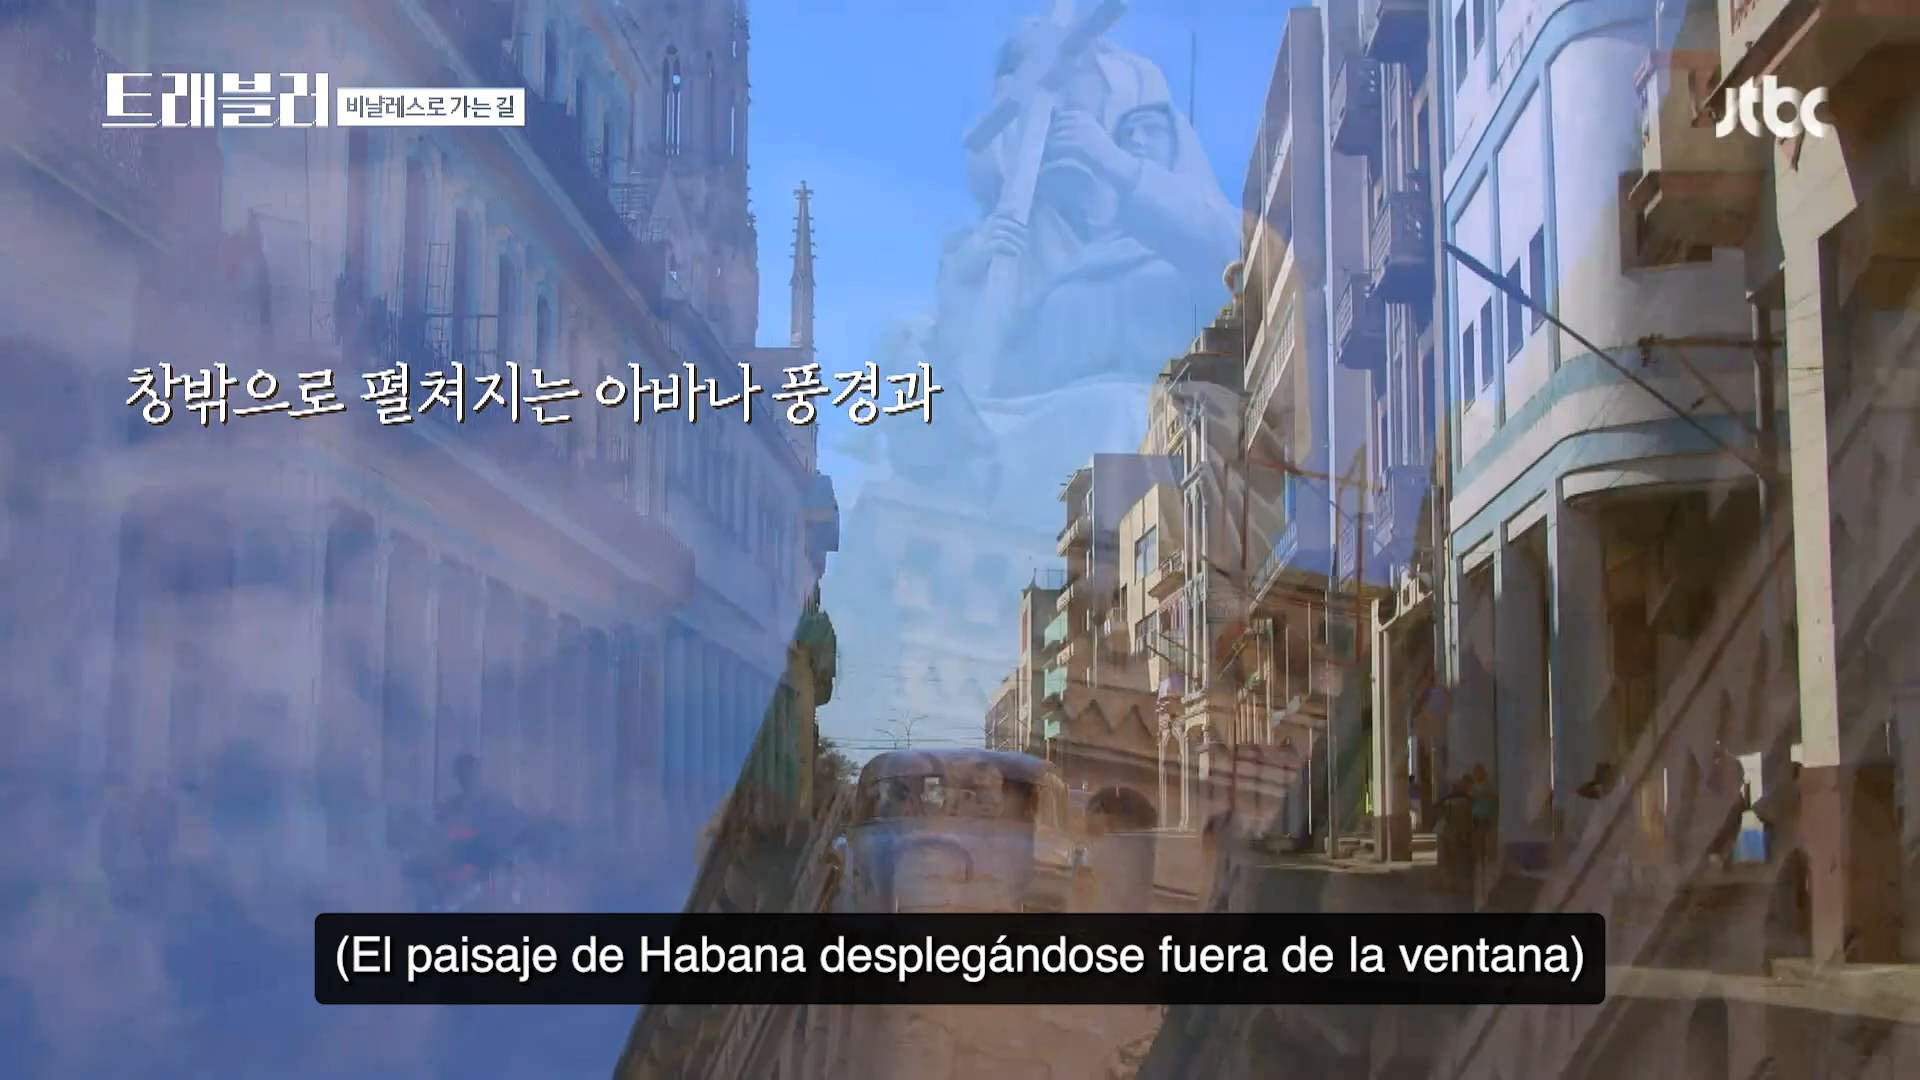 트래블러 비냘레스로 가는 길
jtbc
창밖으로 펼쳐지는 아바나 풍경과
(El paisaje de Habana desplegándose fuera de la ventana)